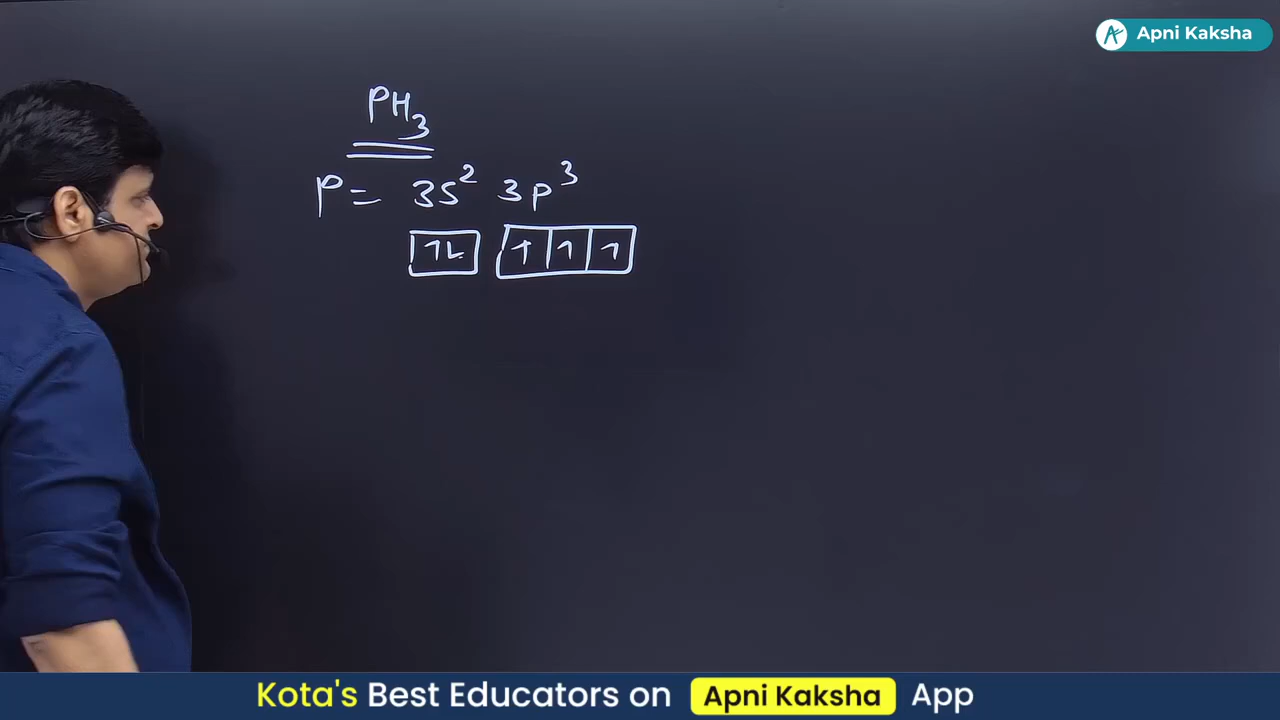 Apni Kaksha
PH₃
P= 3s² 3p³
↿⇂ ↿ ↿ ↿
Kota's Best Educators on Apni Kaksha App